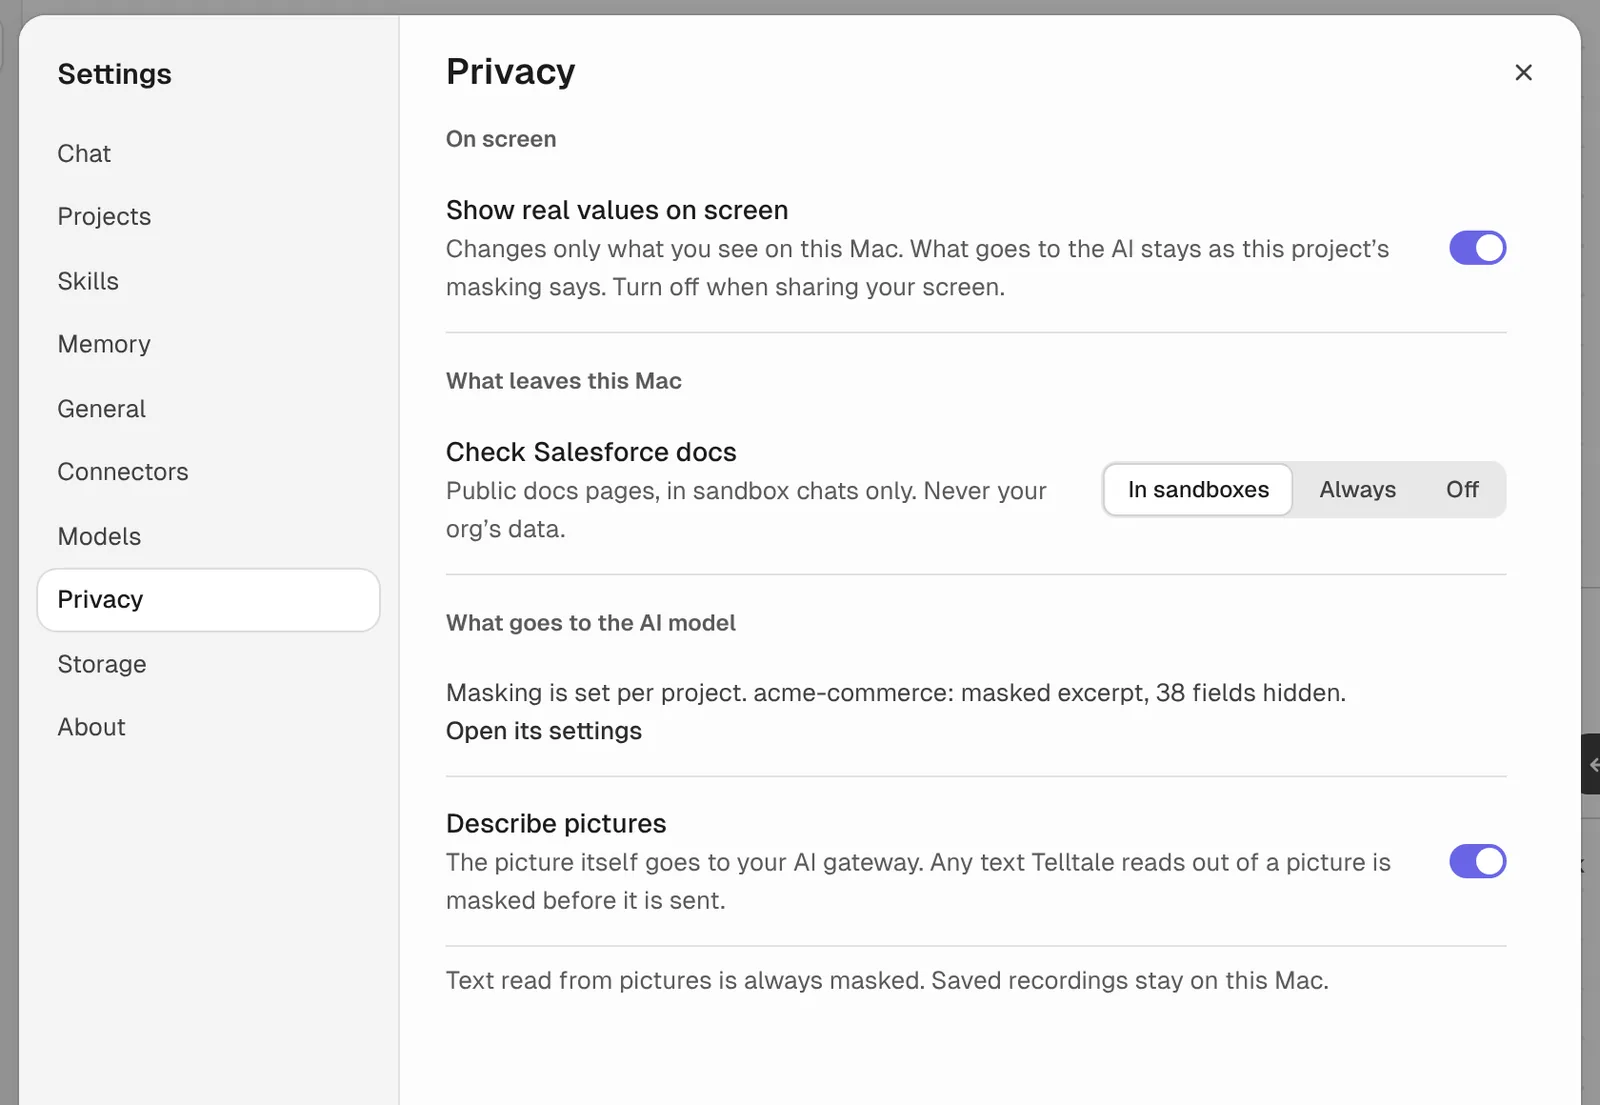 Settings
Chat
Projects
Skills
Memory
General
Connectors
Models
Privacy
Storage
About
Privacy
On screen
Show real values on screen
Changes only what you see on this Mac. What goes to the AI stays as this project’s
masking says. Turn off when sharing your screen.
What leaves this Mac
Check Salesforce docs
Public docs pages, in sandbox chats only. Never your
org’s data.
In sandboxes Always Off
What goes to the AI model
Masking is set per project. acme-commerce: masked excerpt, 38 fields hidden.
Open its settings
Describe pictures
The picture itself goes to your AI gateway. Any text Telltale reads out of a picture is
masked before it is sent.
Text read from pictures is always masked. Saved recordings stay on this Mac.